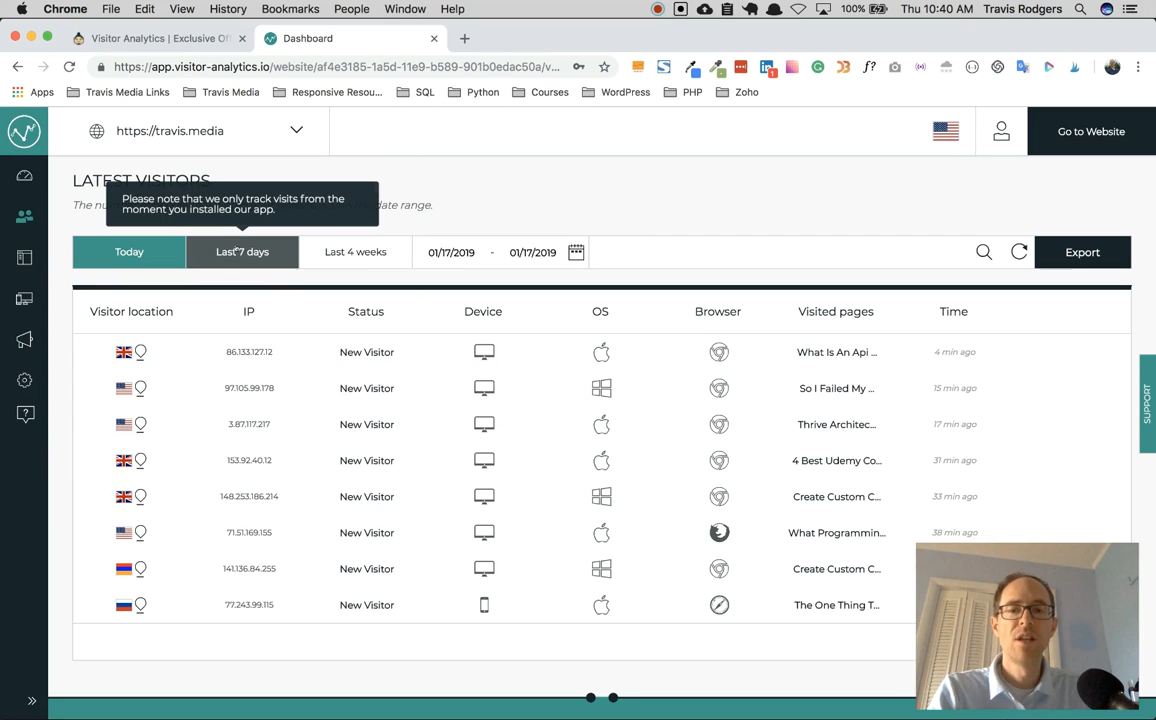 Chrome File Edit View History Bookmarks People Window Help 100% Thu 10:40 AM Travis Rodgers
Visitor Analytics | Exclusive Of
Dashboard
https://app.visitor-analytics.io/website/af4e3185-1a5d-11e9-b589-901b0edac50a/v...
Apps Travis Media Links Travis Media Responsive Resou... SQL Python Courses WordPress PHP Zoho
https://travis.media
Go to Website
LATEST VISITORS
Please note that we only track visits from the
moment you installed our app.
The nu date range.
Today Last 7 days Last 4 weeks 01/17/2019 - 01/17/2019 Export
Visitor location IP Status Device OS Browser Visited pages Time
86.133.127.12 New Visitor What Is An Api ... 4 min ago
97.105.99.178 New Visitor So I Failed My ... 15 min ago
3.87.117.217 New Visitor Thrive Architec... 17 min ago
153.92.40.12 New Visitor 4 Best Udemy Co... 31 min ago
148.253.186.214 New Visitor Create Custom C... 33 min ago
71.51.169.155 New Visitor What Programmin... 38 min ago
141.136.84.255 New Visitor Create Custom C...
77.243.99.115 New Visitor The One Thing T...
SUPPORT